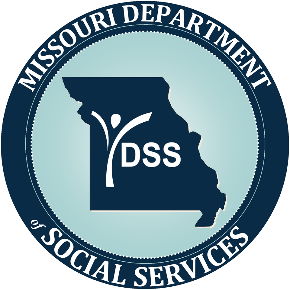 MISSOURI DEPARTMENT
DSS
of SOCIAL SERVICES